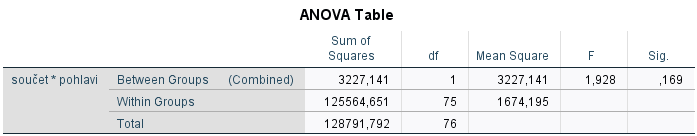 ANOVA Table
Sum of Squares df Mean Square F Sig.
součet * pohlavi Between Groups (Combined) 3227,141 1 3227,141 1,928 ,169
Within Groups 125564,651 75 1674,195
Total 128791,792 76